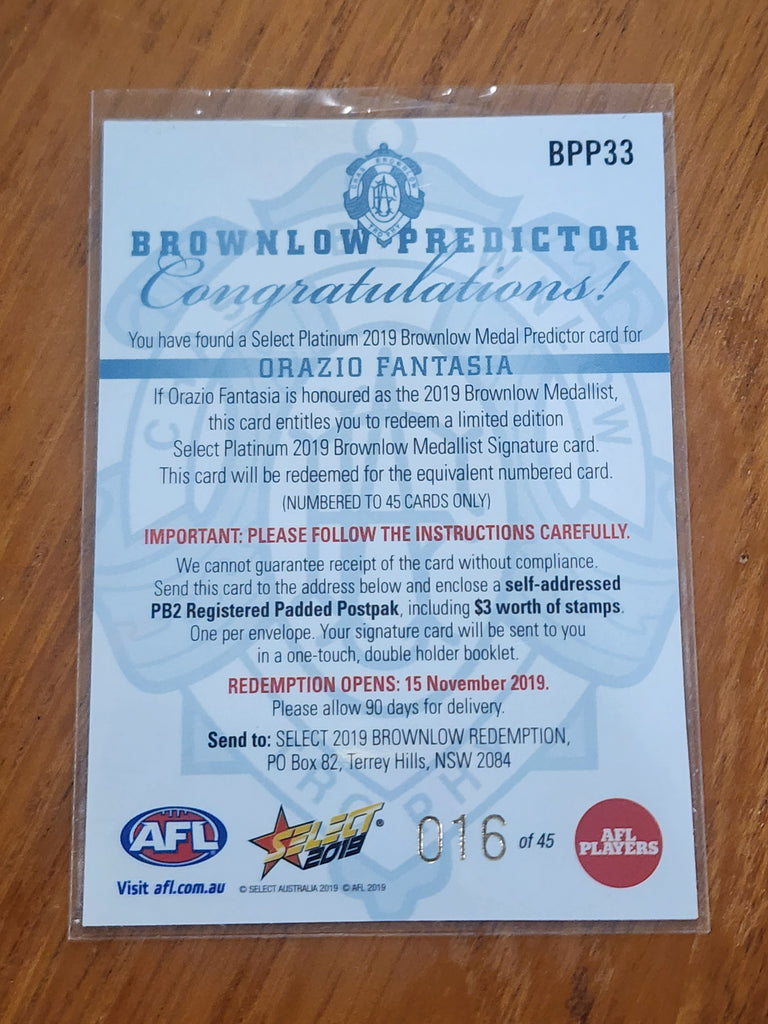 BPP33
BROWNLOW PREDICTOR
Congratulations!
You have found a Select Platinum 2019 Brownlow Medal Predictor card for
ORAZIO FANTASIA
If Orazio Fantasia is honoured as the 2019 Brownlow Medallist,
this card entitles you to redeem a limited edition
Select Platinum 2019 Brownlow Medallist Signature card.
This card will be redeemed for the equivalent numbered card.
(NUMBERED TO 45 CARDS ONLY)
IMPORTANT: PLEASE FOLLOW THE INSTRUCTIONS CAREFULLY.
We cannot guarantee receipt of the card without compliance.
Send this card to the address below and enclose a self-addressed
PB2 Registered Padded Postpak, including $3 worth of stamps.
One per envelope. Your signature card will be sent to you
in a one-touch, double holder booklet.
REDEMPTION OPENS: 15 November 2019.
Please allow 90 days for delivery.
Send to: SELECT 2019 BROWNLOW REDEMPTION,
PO Box 82, Terrey Hills, NSW 2084
AFL
Visit afl.com.au
SELECT®
2019
© SELECT AUSTRALIA 2019 © AFL 2019
016 of 45
AFL
PLAYERS